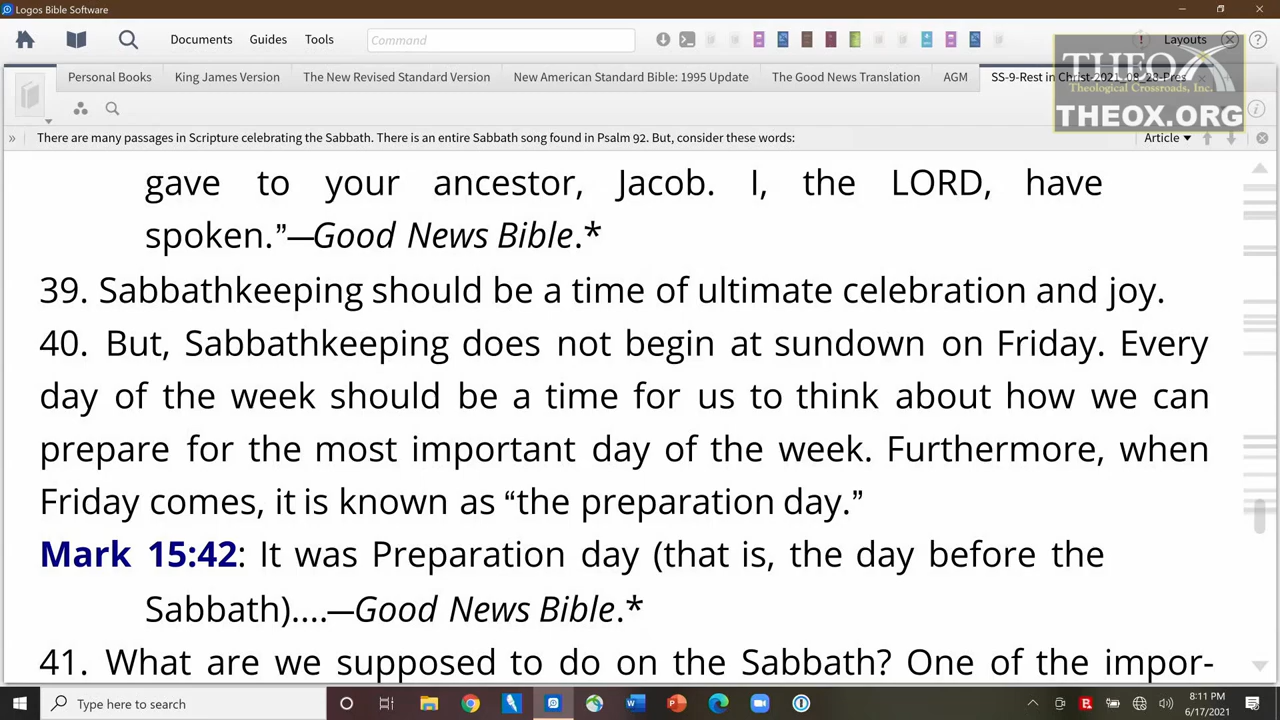 Logos Bible Software
Documents Guides Tools Command Layouts
THEOX
Theological Crossroads, Inc.
THEOX.ORG
Personal Books King James Version The New Revised Standard Version New American Standard Bible: 1995 Update The Good News Translation AGM SS-9-Rest in Christ-2021_08_28-Pres
There are many passages in Scripture celebrating the Sabbath. There is an entire Sabbath song found in Psalm 92. But, consider these words: Article
gave to your ancestor, Jacob. I, the LORD, have
spoken.”—Good News Bible.*
39. Sabbathkeeping should be a time of ultimate celebration and joy.
40. But, Sabbathkeeping does not begin at sundown on Friday. Every
day of the week should be a time for us to think about how we can
prepare for the most important day of the week. Furthermore, when
Friday comes, it is known as “the preparation day.”
Mark 15:42: It was Preparation day (that is, the day before the
Sabbath)....—Good News Bible.*
41. What are we supposed to do on the Sabbath? One of the impor-
Type here to search
8:11 PM
6/17/2021